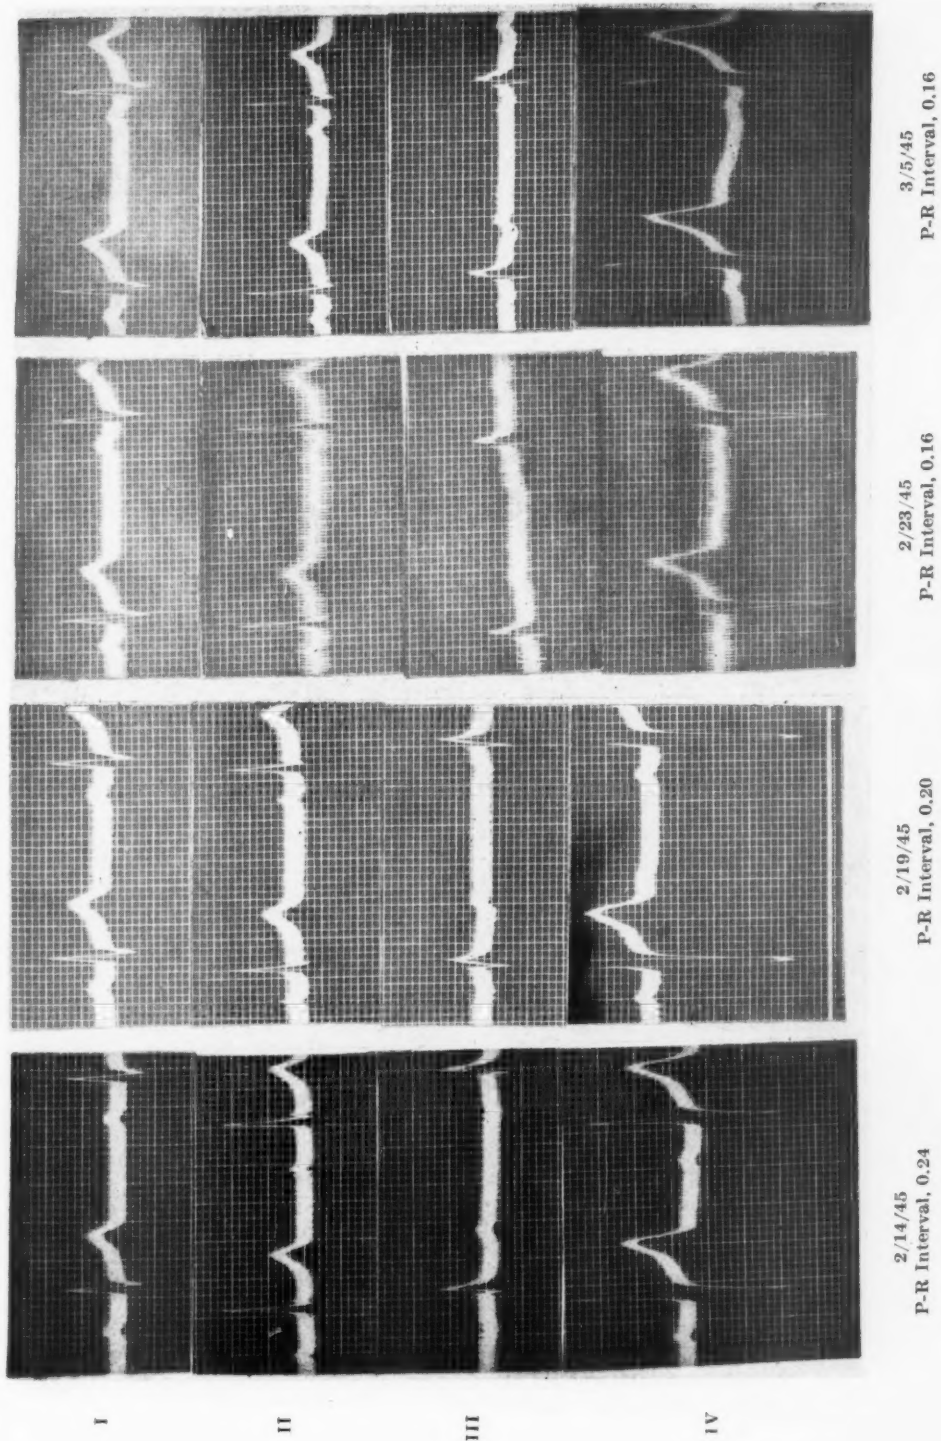 I
II
III
IV
2/14/45
P-R Interval, 0.24
2/19/45
P-R Interval, 0.20
2/23/45
P-R Interval, 0.16
3/5/45
P-R Interval, 0.16